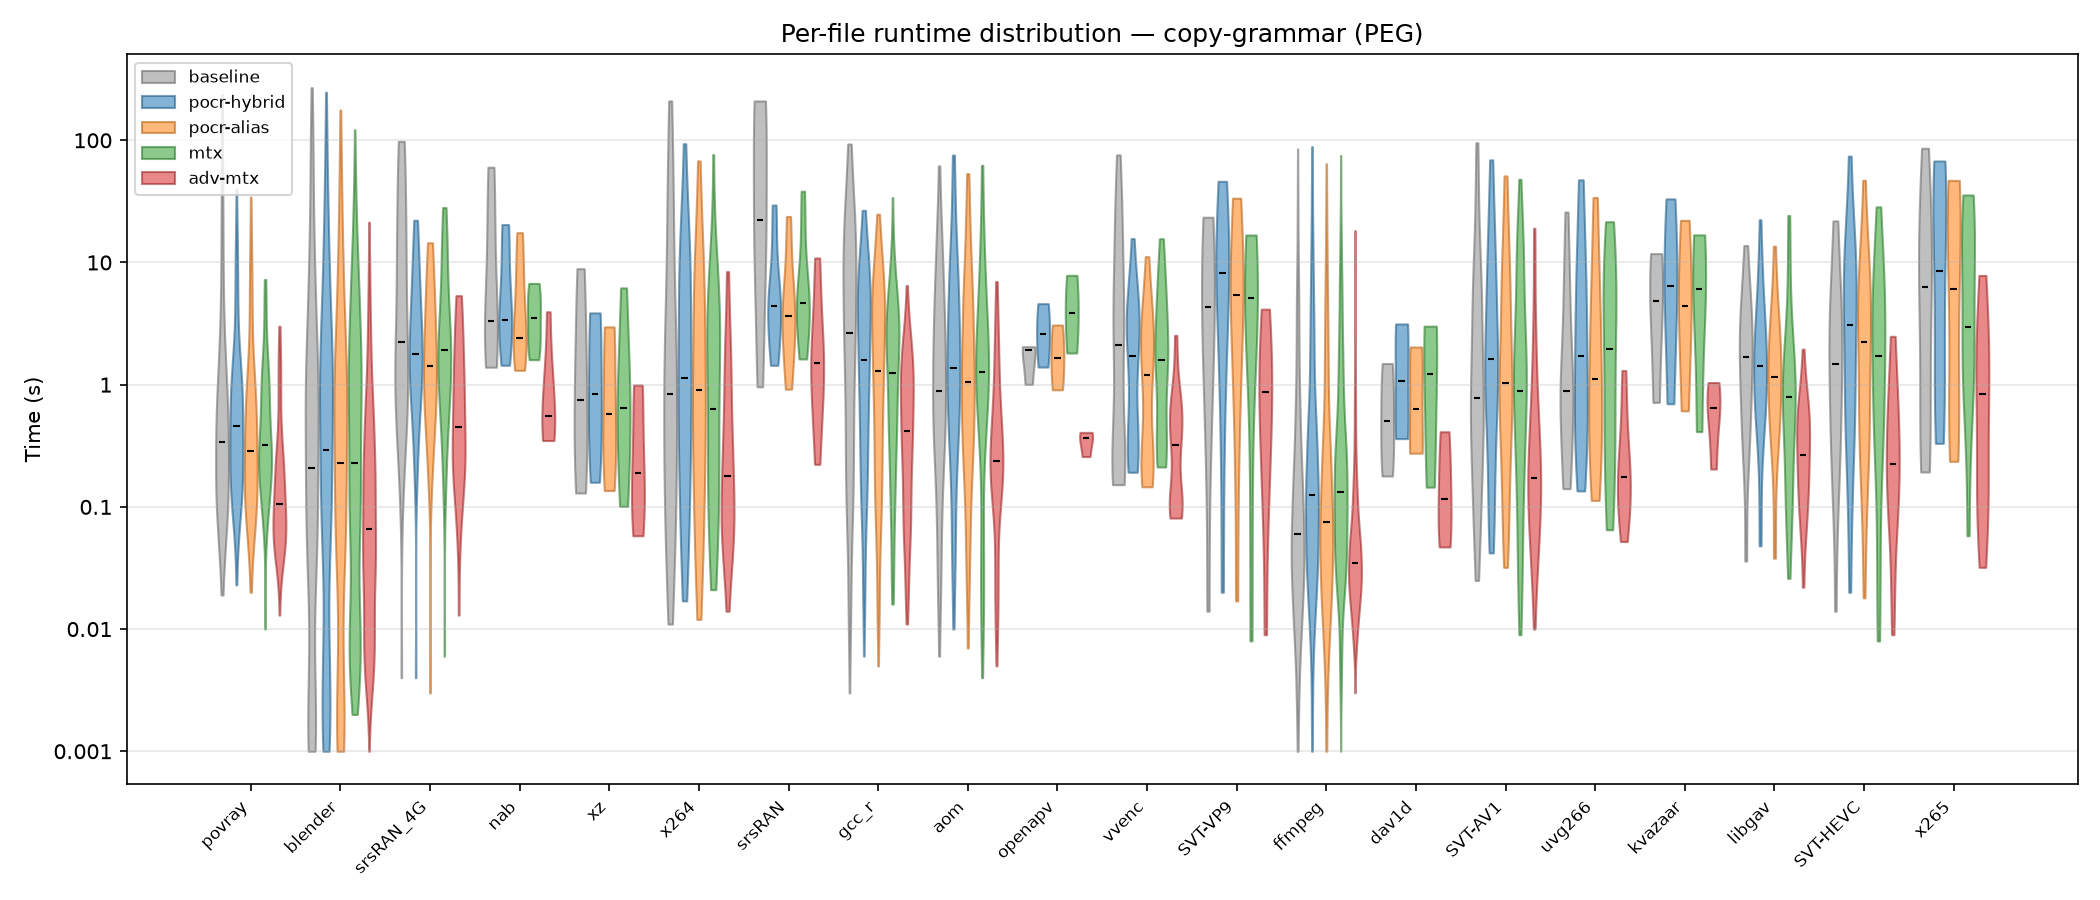 Per-file runtime distribution — copy-grammar (PEG)
baseline
pocr-hybrid
pocr-alias
mtx
adv-mtx
Time (s)
100
10
1
0.1
0.01
0.001
povray
blender
srsRAN_4G
nab
xz
x264
srsRAN
gcc_r
aom
openapv
vvenc
SVT-VP9
ffmpeg
dav1d
SVT-AV1
uvg266
kvazaar
libgav
SVT-HEVC
x265